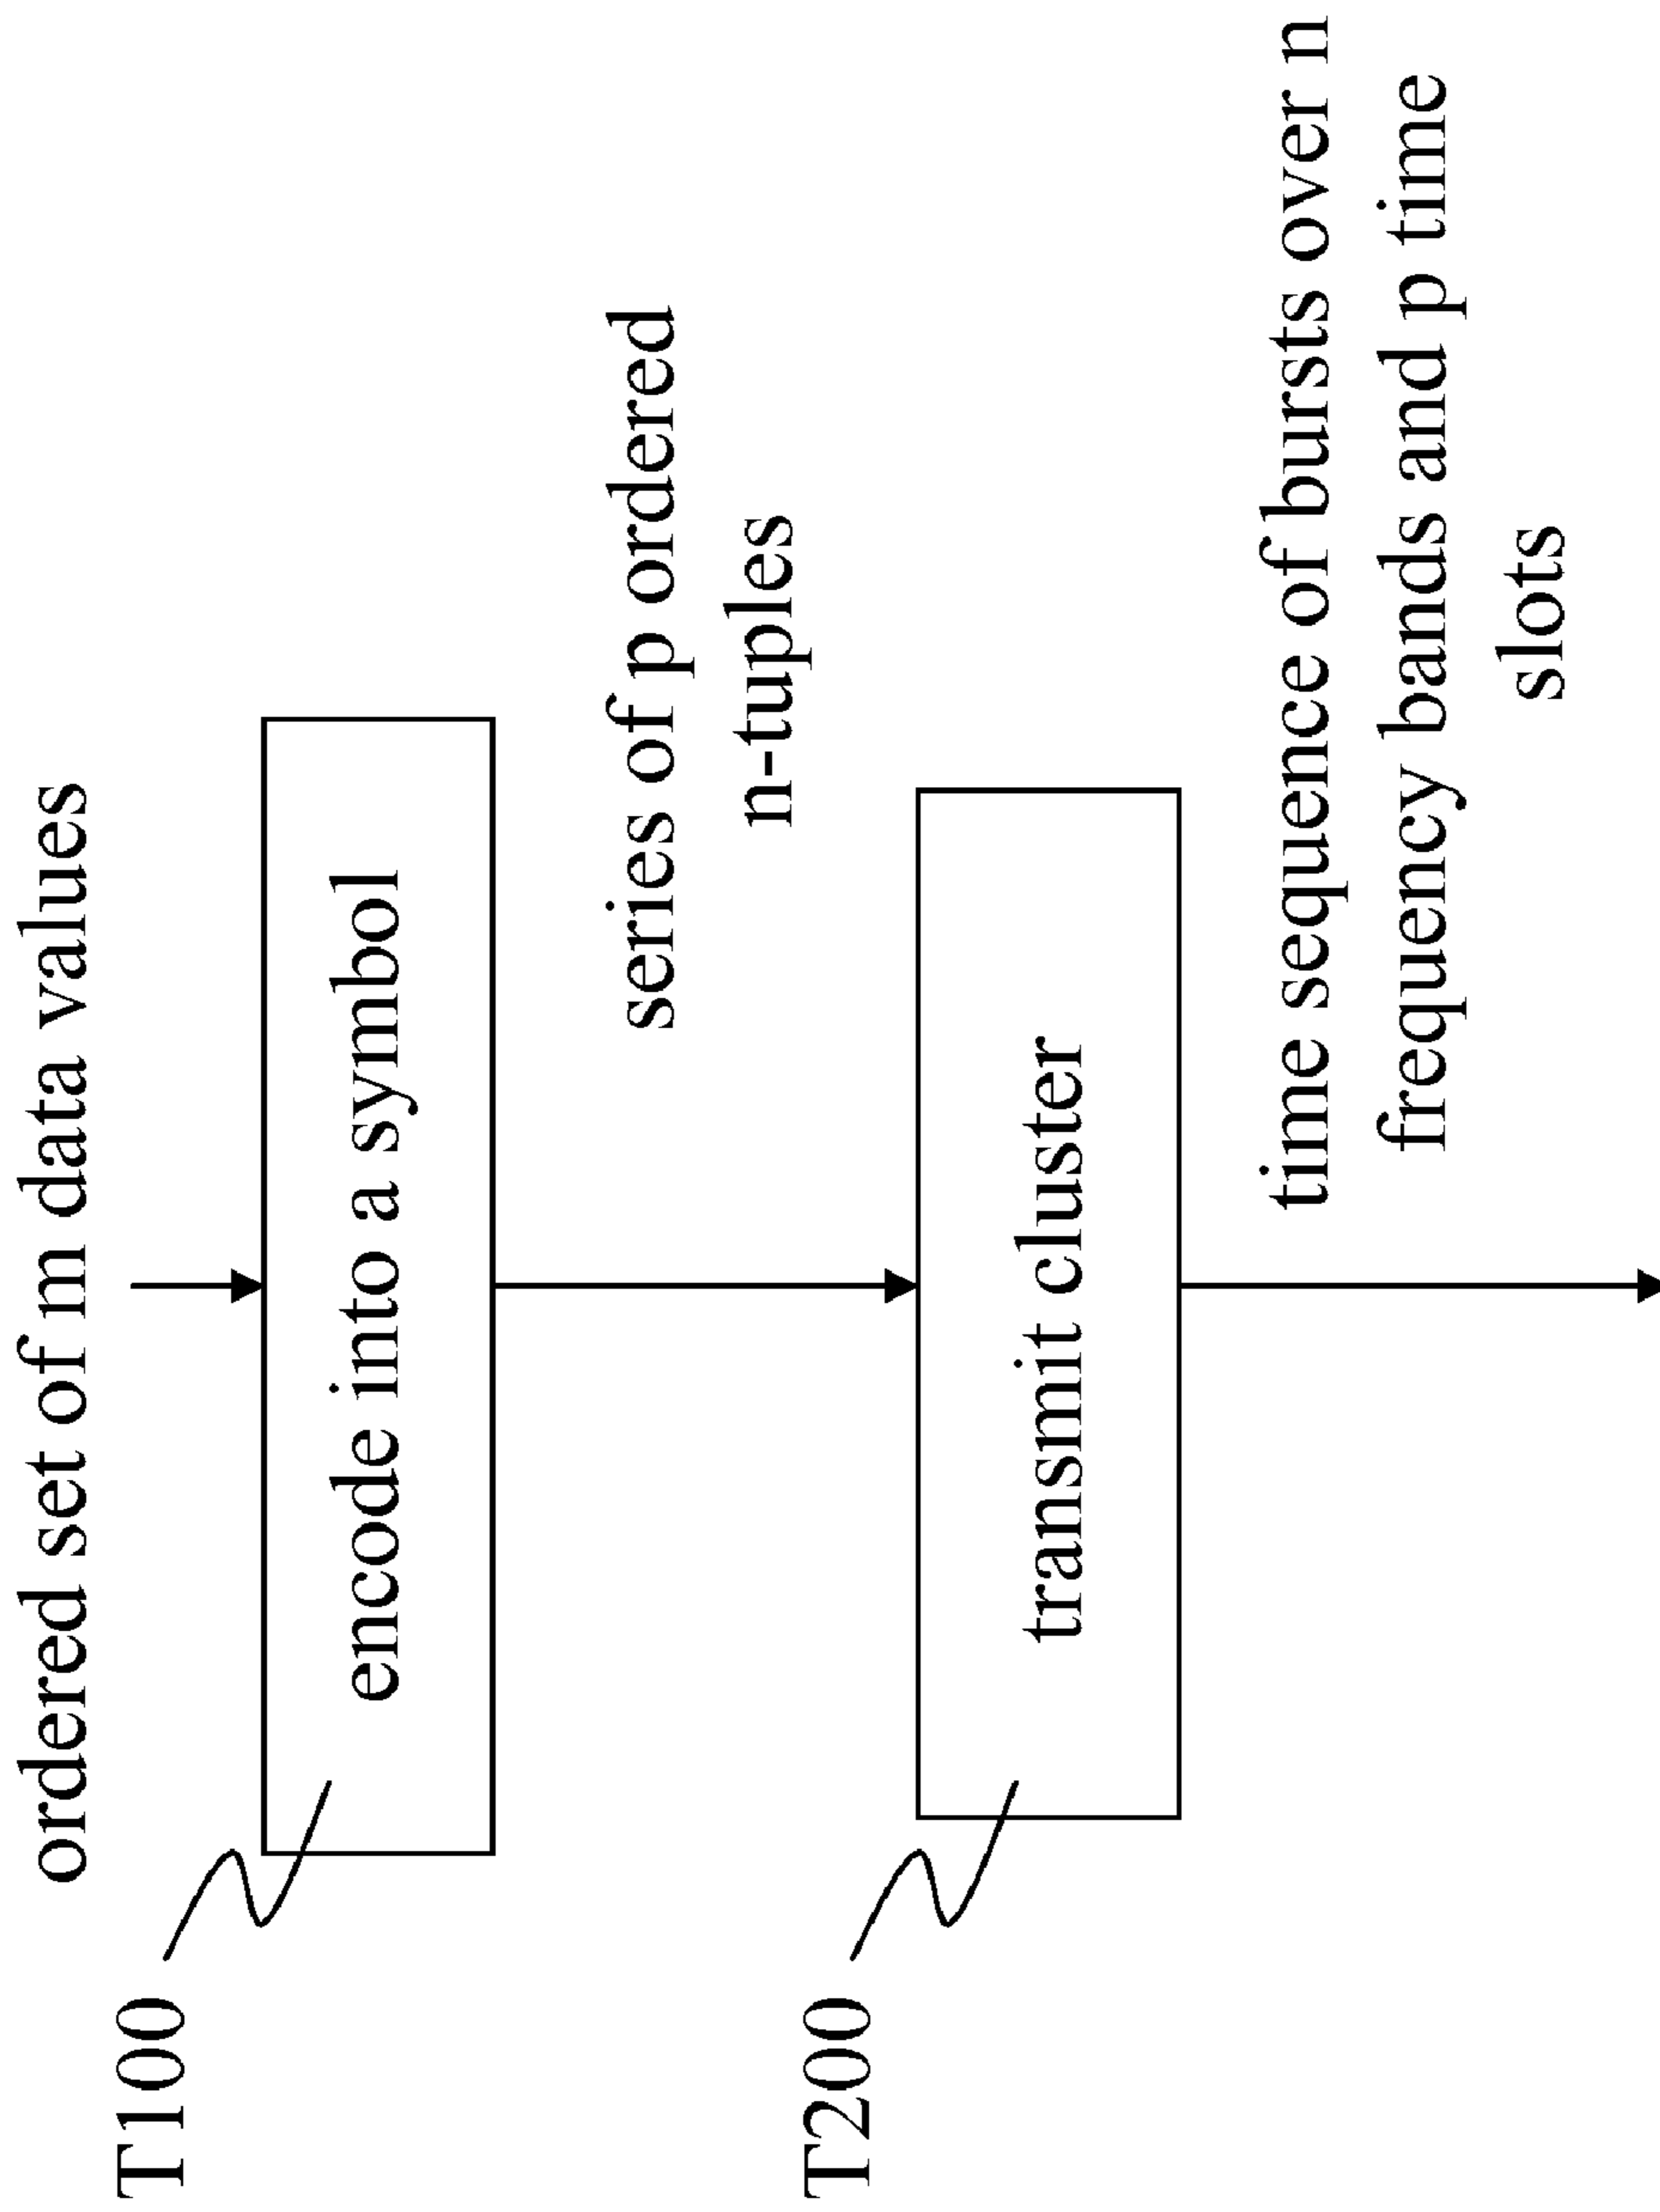 ordered set of m data values
T100
encode into a symbol
series of p ordered
n-tuples
T200
transmit cluster
time sequence of bursts over n
frequency bands and p time
slots